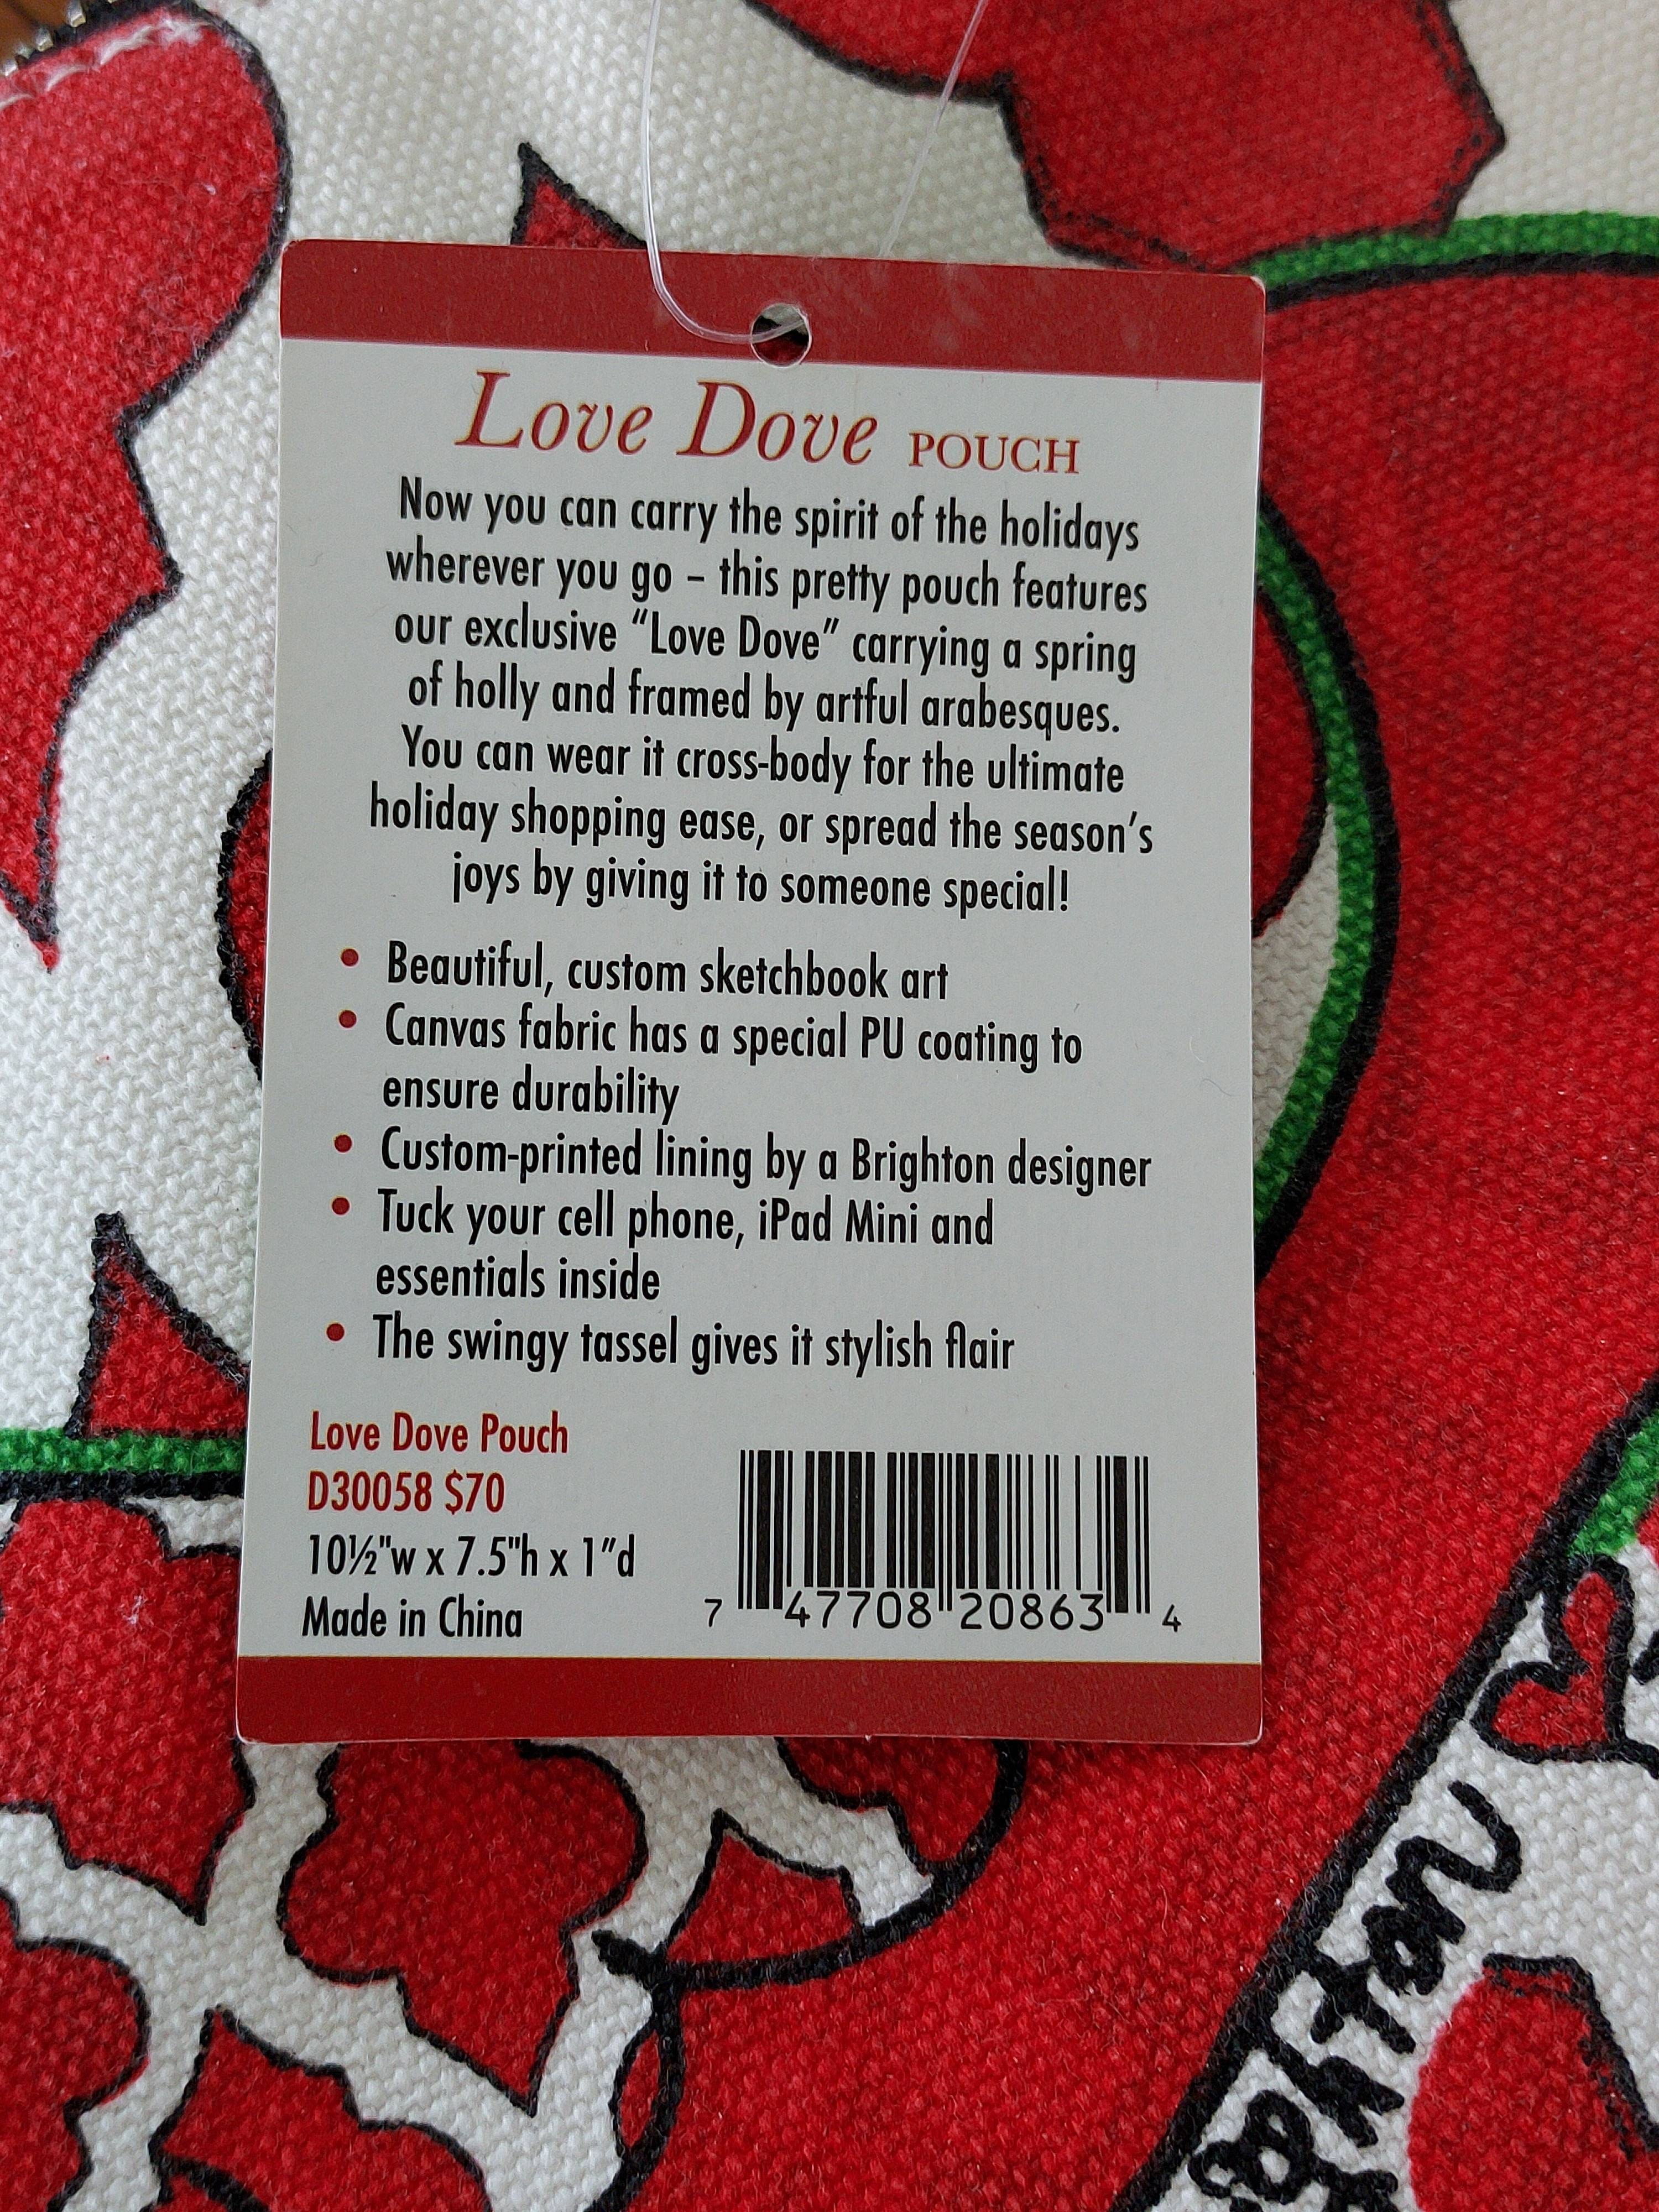 Love Dove POUCH
Now you can carry the spirit of the holidays
wherever you go – this pretty pouch features
our exclusive “Love Dove” carrying a spring
of holly and framed by artful arabesques.
You can wear it cross-body for the ultimate
holiday shopping ease, or spread the season’s
joys by giving it to someone special!
• Beautiful, custom sketchbook art
• Canvas fabric has a special PU coating to
ensure durability
• Custom-printed lining by a Brighton designer
• Tuck your cell phone, iPad Mini and
essentials inside
• The swingy tassel gives it stylish flair
Love Dove Pouch
D30058 $70
10½"w x 7.5"h x 1”d
Made in China
7 47708 20863 4